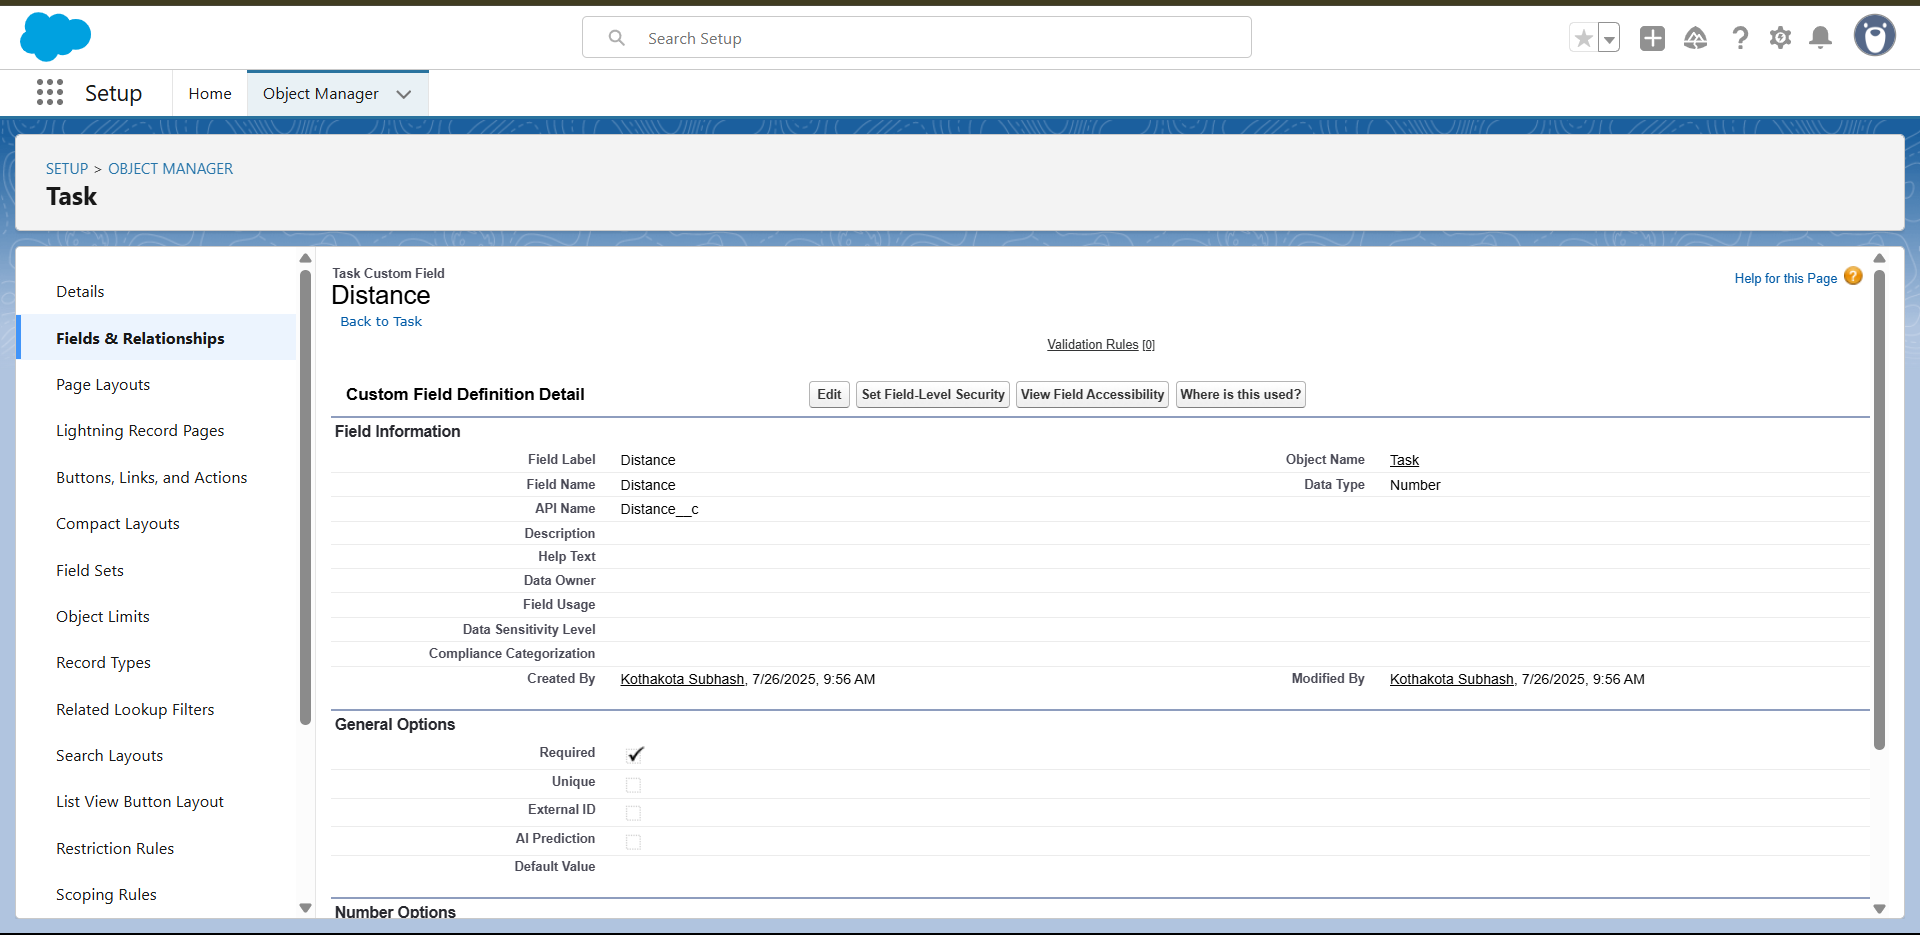 Search Setup
Setup
Home
Object Manager
SETUP > OBJECT MANAGER
Task
Details
Fields & Relationships
Page Layouts
Lightning Record Pages
Buttons, Links, and Actions
Compact Layouts
Field Sets
Object Limits
Record Types
Related Lookup Filters
Search Layouts
List View Button Layout
Restriction Rules
Scoping Rules
Task Custom Field
Distance
Back to Task
Help for this Page ?
Validation Rules [0]
Custom Field Definition Detail
Edit
Set Field-Level Security
View Field Accessibility
Where is this used?
Field Information
Field Label Distance Object Name Task
Field Name Distance Data Type Number
API Name Distance__c
Description
Help Text
Data Owner
Field Usage
Data Sensitivity Level
Compliance Categorization
Created By Kothakota Subhash, 7/26/2025, 9:56 AM Modified By Kothakota Subhash, 7/26/2025, 9:56 AM
General Options
Required
Unique
External ID
AI Prediction
Default Value
Number Options